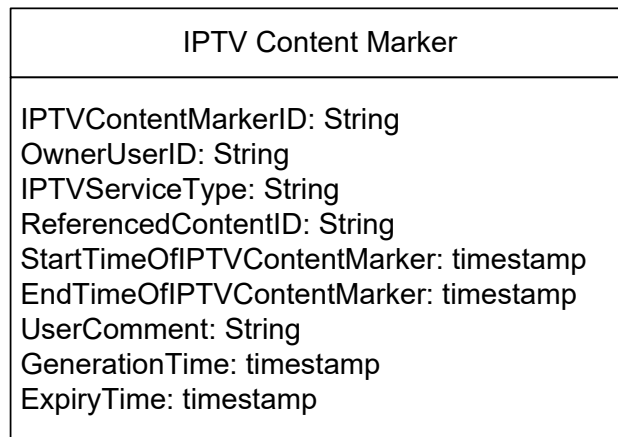 IPTV Content Marker
IPTVContentMarkerID: String
OwnerUserID: String
IPTVServiceType: String
ReferencedContentID: String
StartTimeOfIPTVContentMarker: timestamp
EndTimeOfIPTVContentMarker: timestamp
UserComment: String
GenerationTime: timestamp
ExpiryTime: timestamp